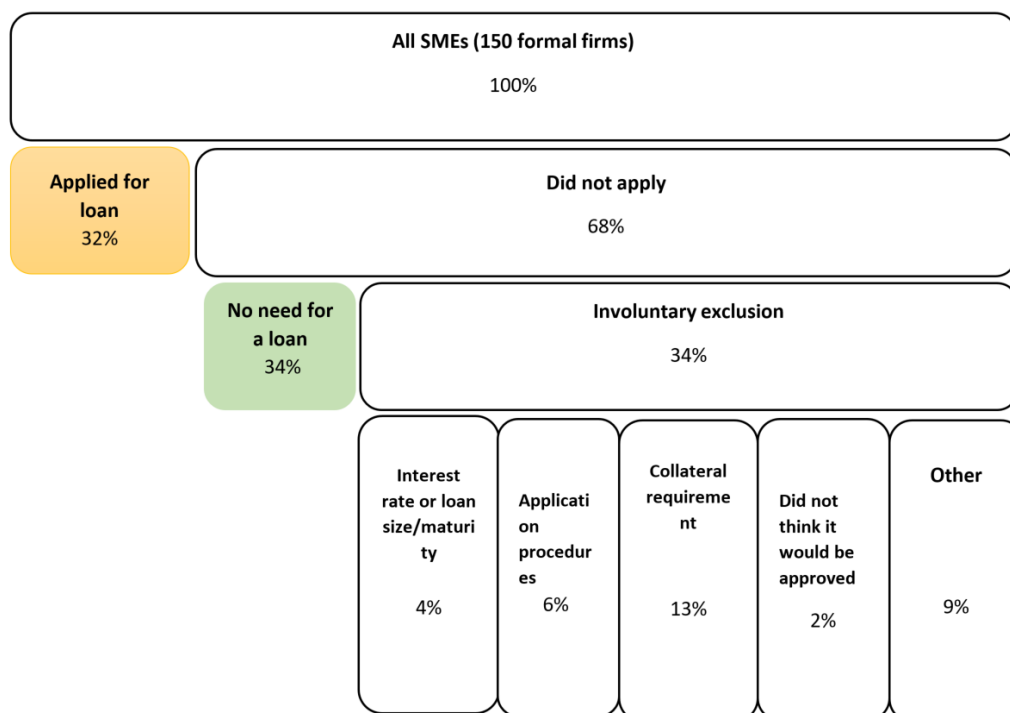 All SMEs (150 formal firms)
100%
Applied for
loan
32%
Did not apply
68%
No need for
a loan
34%
Involuntary exclusion
34%
Interest
rate or loan
size/maturi
ty
4%
Applicati
on
procedur
es
6%
Collateral
requireme
nt
13%
Did not
think it
would be
approved
2%
Other
9%